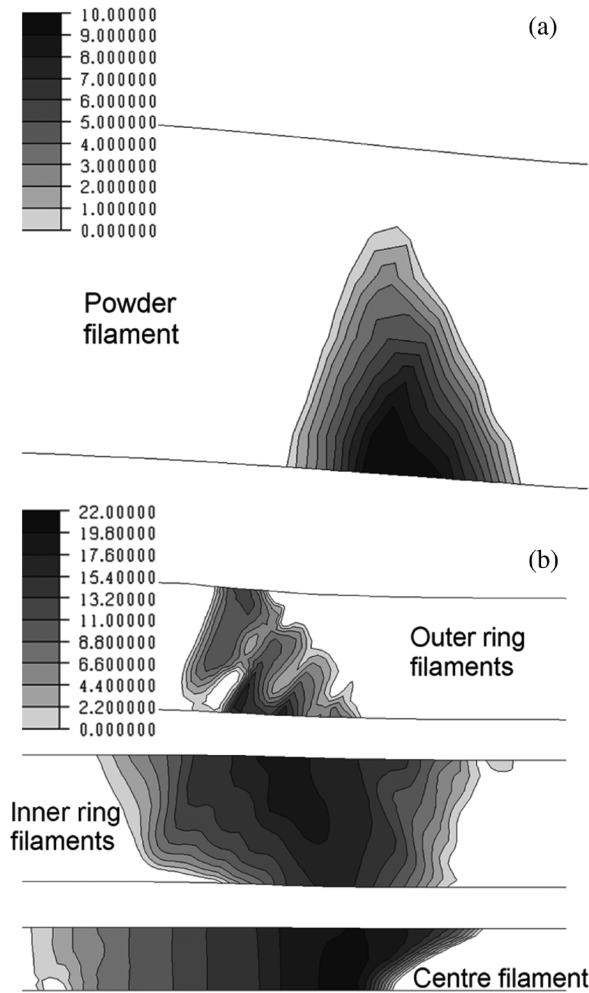 10.000000
(a)
9.000000
8.000000
7.000000
6.000000
5.000000
4.000000
3.000000
2.000000
1.000000
0.000000
Powder
filament
22.00000
19.80000
(b)
17.60000
15.40000
13.20000
11.00000
8.800000
6.600000
4.400000
2.200000
0.000000
Outer ring
filaments
Inner ring
filaments
Centre filament